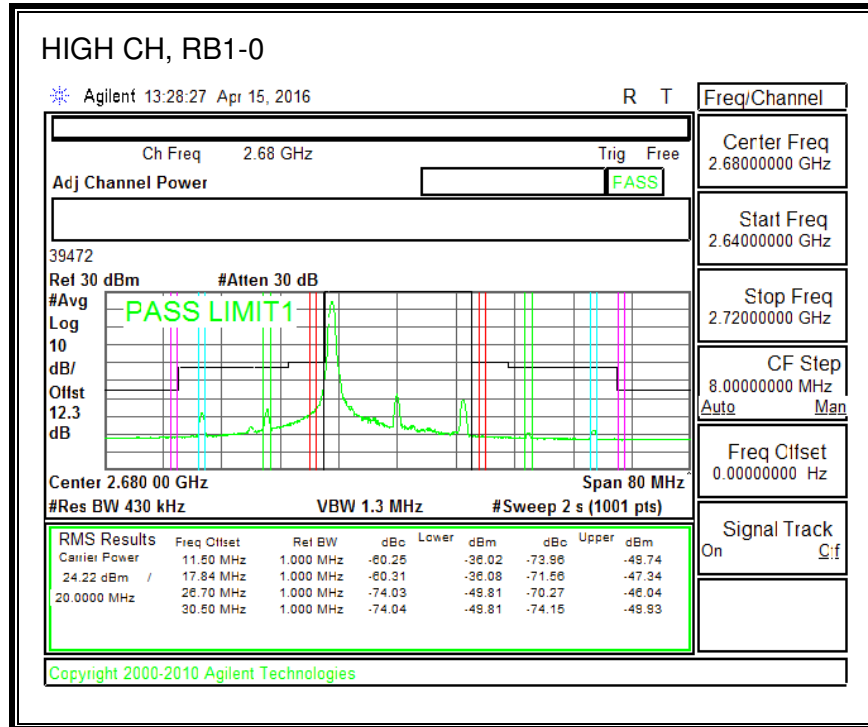 HIGH CH, RB1-0
Agilent 13:28:27 Apr 15, 2016 R T
Freq/Channel
Ch Freq 2.68 GHz Trig Free
Adj Channel Power PASS
Center Freq
2.68000000 GHz
Start Freq
2.64000000 GHz
Stop Freq
2.72000000 GHz
CF Step
8.00000000 MHz
Auto Man
Freq Offset
0.00000000 Hz
Signal Track
On Off
39472
Ref 30 dBm #Atten 30 dB
#Avg
Log
10
dB/
Offst
12.3
dB
PASS LIMIT1
Center 2.680 00 GHz Span 80 MHz
#Res BW 430 kHz VBW 1.3 MHz #Sweep 2 s (1001 pts)
RMS Results Freq Offset Ref BW dBc Lower dBm dBc Upper dBm
Carrier Power 11.50 MHz 1.000 MHz -60.25 -36.02 -73.96 -49.74
24.22 dBm / 17.84 MHz 1.000 MHz -60.31 -36.08 -71.56 -47.34
20.0000 MHz 26.70 MHz 1.000 MHz -74.03 -49.81 -70.27 -46.04
30.50 MHz 1.000 MHz -74.04 -49.81 -74.15 -49.93
Copyright 2000-2010 Agilent Technologies